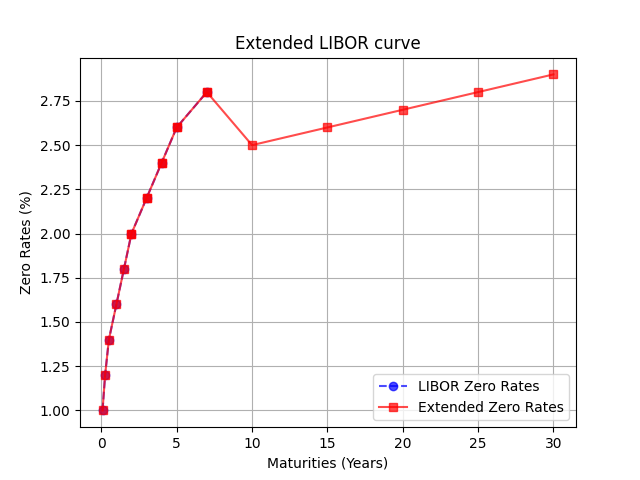 Extended LIBOR curve
Zero Rates (%)
2.75
2.50
2.25
2.00
1.75
1.50
1.25
1.00
LIBOR Zero Rates
Extended Zero Rates
0 5 10 15 20 25 30
Maturities (Years)